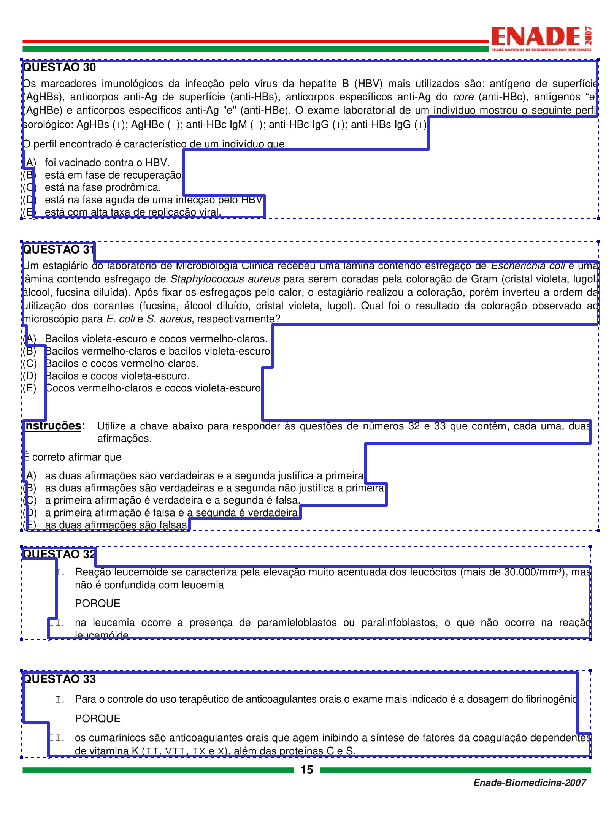 ENADE 2007
EXAME NACIONAL DE DESEMPENHO DOS ESTUDANTES
QUESTÃO 30
Os marcadores imunológicos da infecção pelo vírus da hepatite B (HBV) mais utilizados são: antígeno de superfície
(AgHBs), anticorpos anti-Ag de superfície (anti-HBs), anticorpos específicos anti-Ag do core (anti-HBc), antígenos "e"
(AgHBe) e anticorpos específicos anti-Ag "e" (anti-HBe). O exame laboratorial de um indivíduo mostrou o seguinte perfil
sorológico: AgHBs (+); AgHBe (-); anti-HBc IgM (-); anti-HBc IgG (+); anti-HBs IgG (+)
O perfil encontrado é característico de um indivíduo que
(A) foi vacinado contra o HBV.
(B) está em fase de recuperação
(C) está na fase prodrômica.
(D) está na fase aguda de uma infecção pelo HBV
(E) está com alta taxa de replicação viral.
QUESTÃO 31
Um estagiário do laboratório de Microbiologia Clínica recebeu uma lâmina contendo esfregaço de Escherichia coli e uma
lâmina contendo esfregaço de Staphylococcus aureus para serem coradas pela coloração de Gram (cristal violeta, lugol,
álcool, fucsina diluída). Após fixar os esfregaços pelo calor, o estagiário realizou a coloração, porém inverteu a ordem da
utilização dos corantes (fucsina, álcool diluído, cristal violeta, lugol). Qual foi o resultado da coloração observado ao
microscópio para E. coli e S. aureus, respectivamente?
(A) Bacilos violeta-escuro e cocos vermelho-claros.
(B) Bacilos vermelho-claros e bacilos violeta-escuro
(C) Bacilos e cocos vermelho-claros.
(D) Bacilos e cocos violeta-escuro.
(E) Cocos vermelho-claros e cocos violeta-escuro
Instruções: Utilize a chave abaixo para responder às questões de números 32 e 33 que contêm, cada uma, duas
afirmações.
É correto afirmar que
(A) as duas afirmações são verdadeiras e a segunda justifica a primeira
(B) as duas afirmações são verdadeiras e a segunda não justifica a primeira
(C) a primeira afirmação é verdadeira e a segunda é falsa.
(D) a primeira afirmação é falsa e a segunda é verdadeira
(E) as duas afirmações são falsas
QUESTÃO 32
I. Reação leucemóide se caracteriza pela elevação muito acentuada dos leucócitos (mais de 30.000/mm³), mas
não é confundida com leucemia
PORQUE
II. na leucemia ocorre a presença de paramieloblastos ou paralinfoblastos, o que não ocorre na reação
leucemóide
QUESTÃO 33
I. Para o controle do uso terapêutico de anticoagulantes orais o exame mais indicado é a dosagem do fibrinogênio
PORQUE
II. os cumarínicos são anticoagulantes orais que agem inibindo a síntese de fatores da coagulação dependentes
de vitamina K (II, VII, IX e X), além das proteínas C e S.
15
Enade-Biomedicina-2007